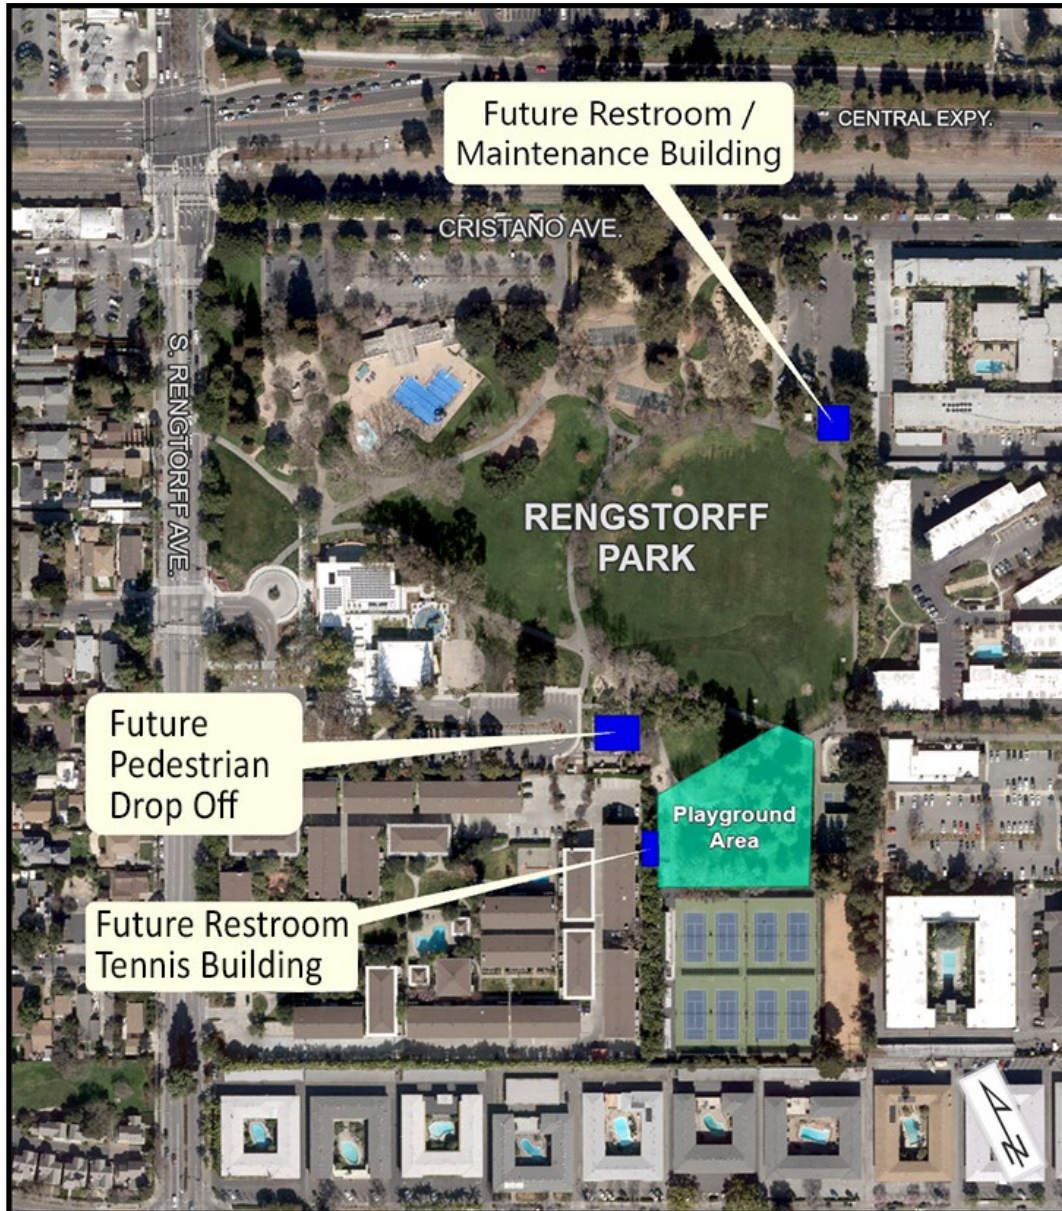 Future Restroom /
Maintenance Building
CENTRAL EXPY.
CRISTANO AVE.
S. RENGTORFF AVE.
RENGSTORFF
PARK
Future
Pedestrian
Drop Off
Playground
Area
Future Restroom
Tennis Building
N